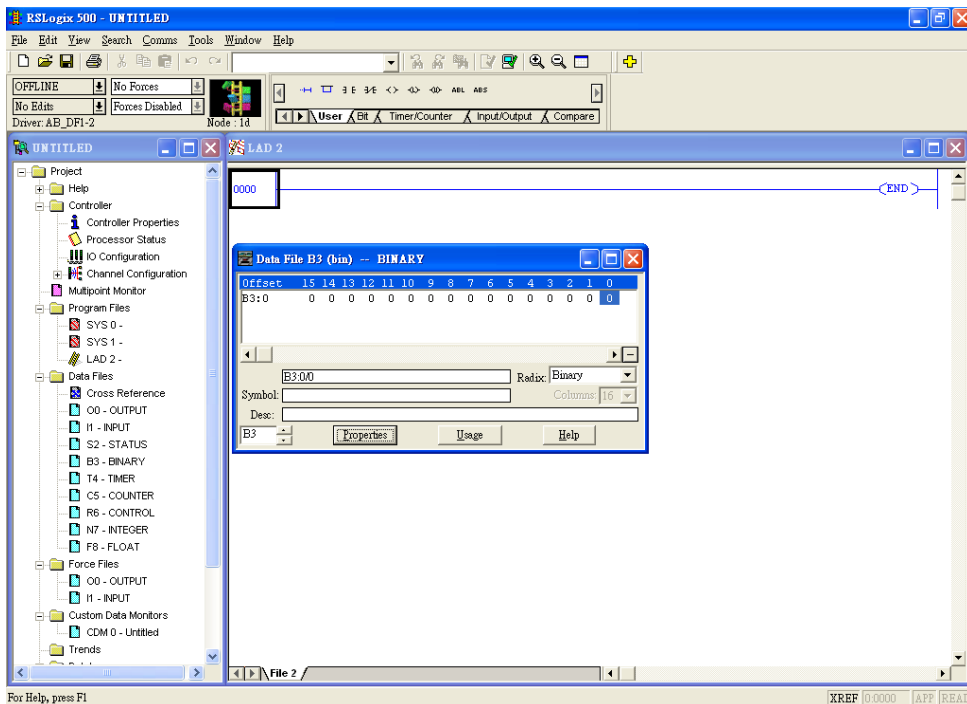 RSLogix 500 - UNTITLED
File Edit View Search Comms Tools Window Help
OFFLINE No Forces
No Edits Forces Disabled
Driver: AB_DF1-2 Node : 1d
ABL ABS
User Bit Timer/Counter Input/Output Compare
UNTITLED
Project
Help
Controller
Controller Properties
Processor Status
IO Configuration
Channel Configuration
Multipoint Monitor
Program Files
SYS 0 -
SYS 1 -
LAD 2 -
Data Files
Cross Reference
O0 - OUTPUT
I1 - INPUT
S2 - STATUS
B3 - BINARY
T4 - TIMER
C5 - COUNTER
R6 - CONTROL
N7 - INTEGER
F8 - FLOAT
Force Files
O0 - OUTPUT
I1 - INPUT
Custom Data Monitors
CDM 0 - Untitled
Trends
LAD 2
0000
END
Data File B3 (bin) -- BINARY
Offset 15 14 13 12 11 10 9 8 7 6 5 4 3 2 1 0
B3:0 0 0 0 0 0 0 0 0 0 0 0 0 0 0 0 0
B3:0/0 Radix: Binary
Symbol: Columns: 16
Desc:
B3 Properties Usage Help
File 2
For Help, press F1
XREF 0:0000 APP READ